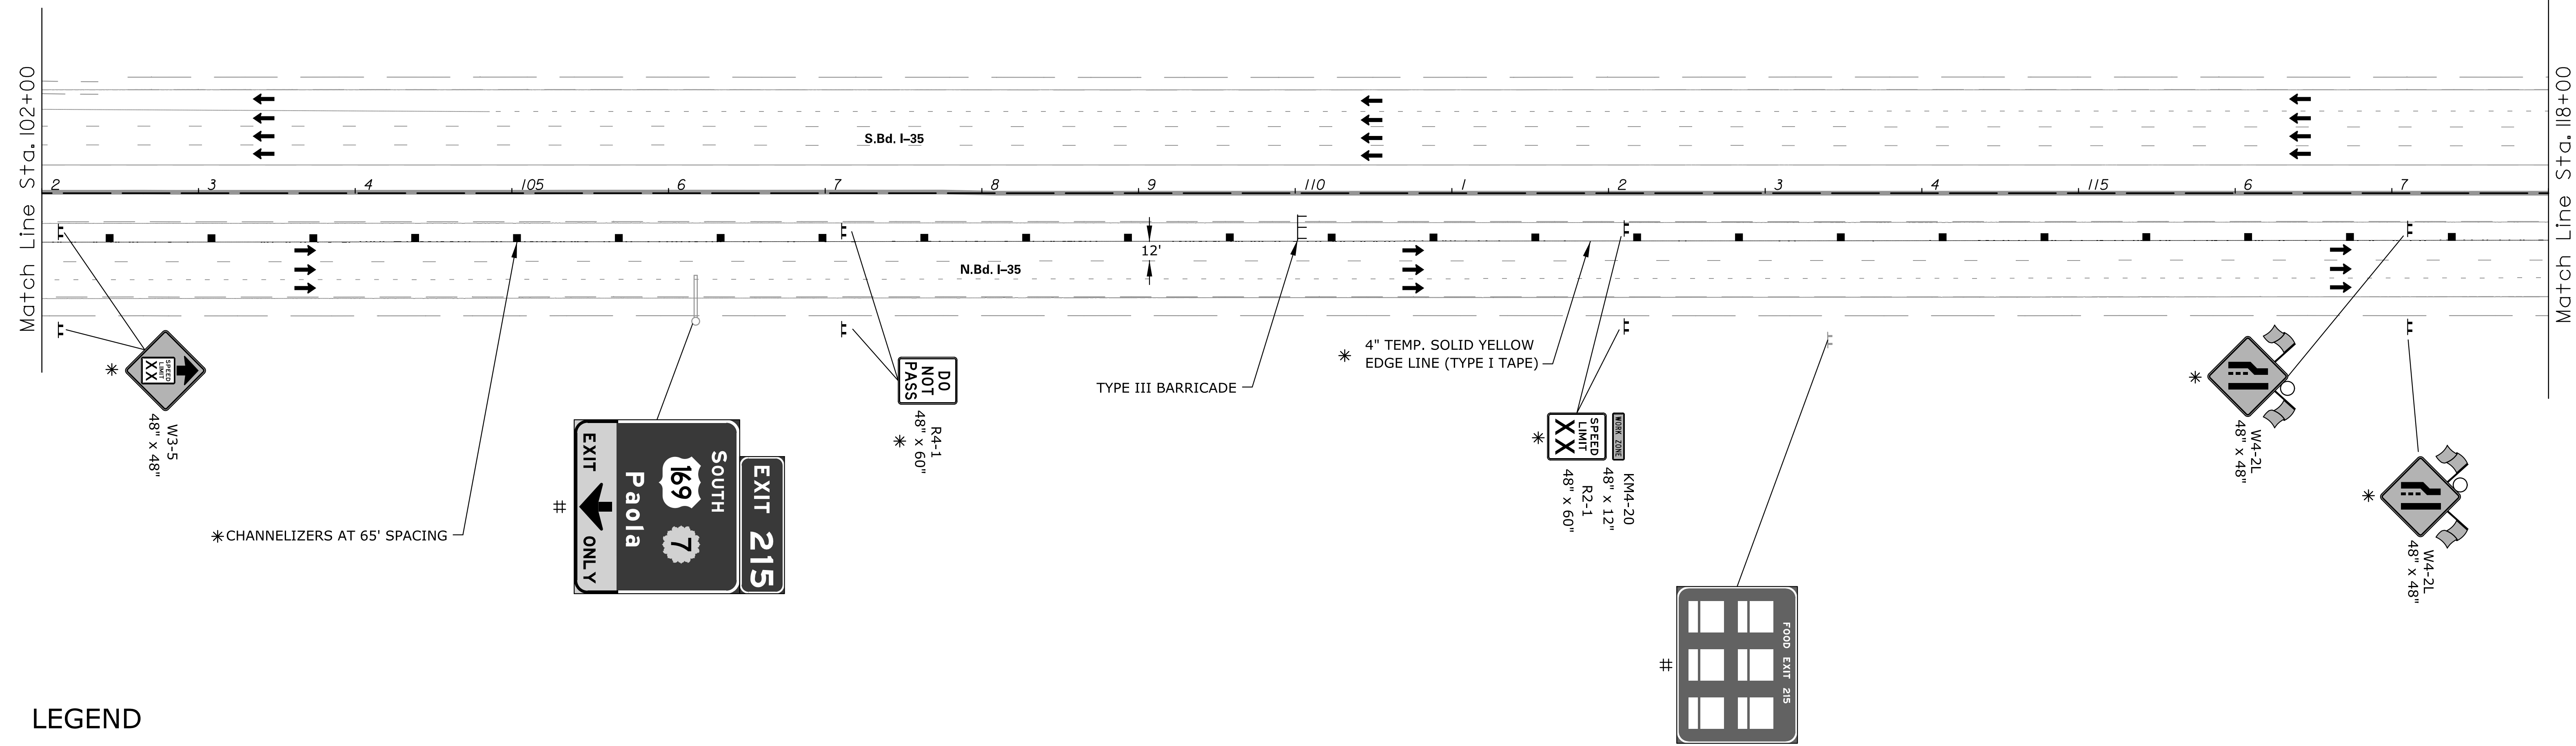 Match Line Sta. 102+00
Match Line Sta. 118+00
S.Bd. I-35
2 3 4 105 6 7 8 9 110 1 2 3 4 115 6 7
12'
N.Bd. I-35
SPEED
LIMIT
XX
✳
W3-5
48" x 48"
✳CHANNELIZERS AT 65' SPACING
EXIT 215
SOUTH
169 7
Paola
EXIT ONLY
#
DO
NOT
PASS
R4-1
48" x 60"
✳
TYPE III BARRICADE
✳ 4" TEMP. SOLID YELLOW
EDGE LINE (TYPE I TAPE)
WORK ZONE
SPEED
LIMIT
XX
✳
KM4-20
48" x 12"
R2-1
48" x 60"
FOOD EXIT 215
#
✳
W4-2L
48" x 48"
✳
W4-2L
48" x 48"
LEGEND